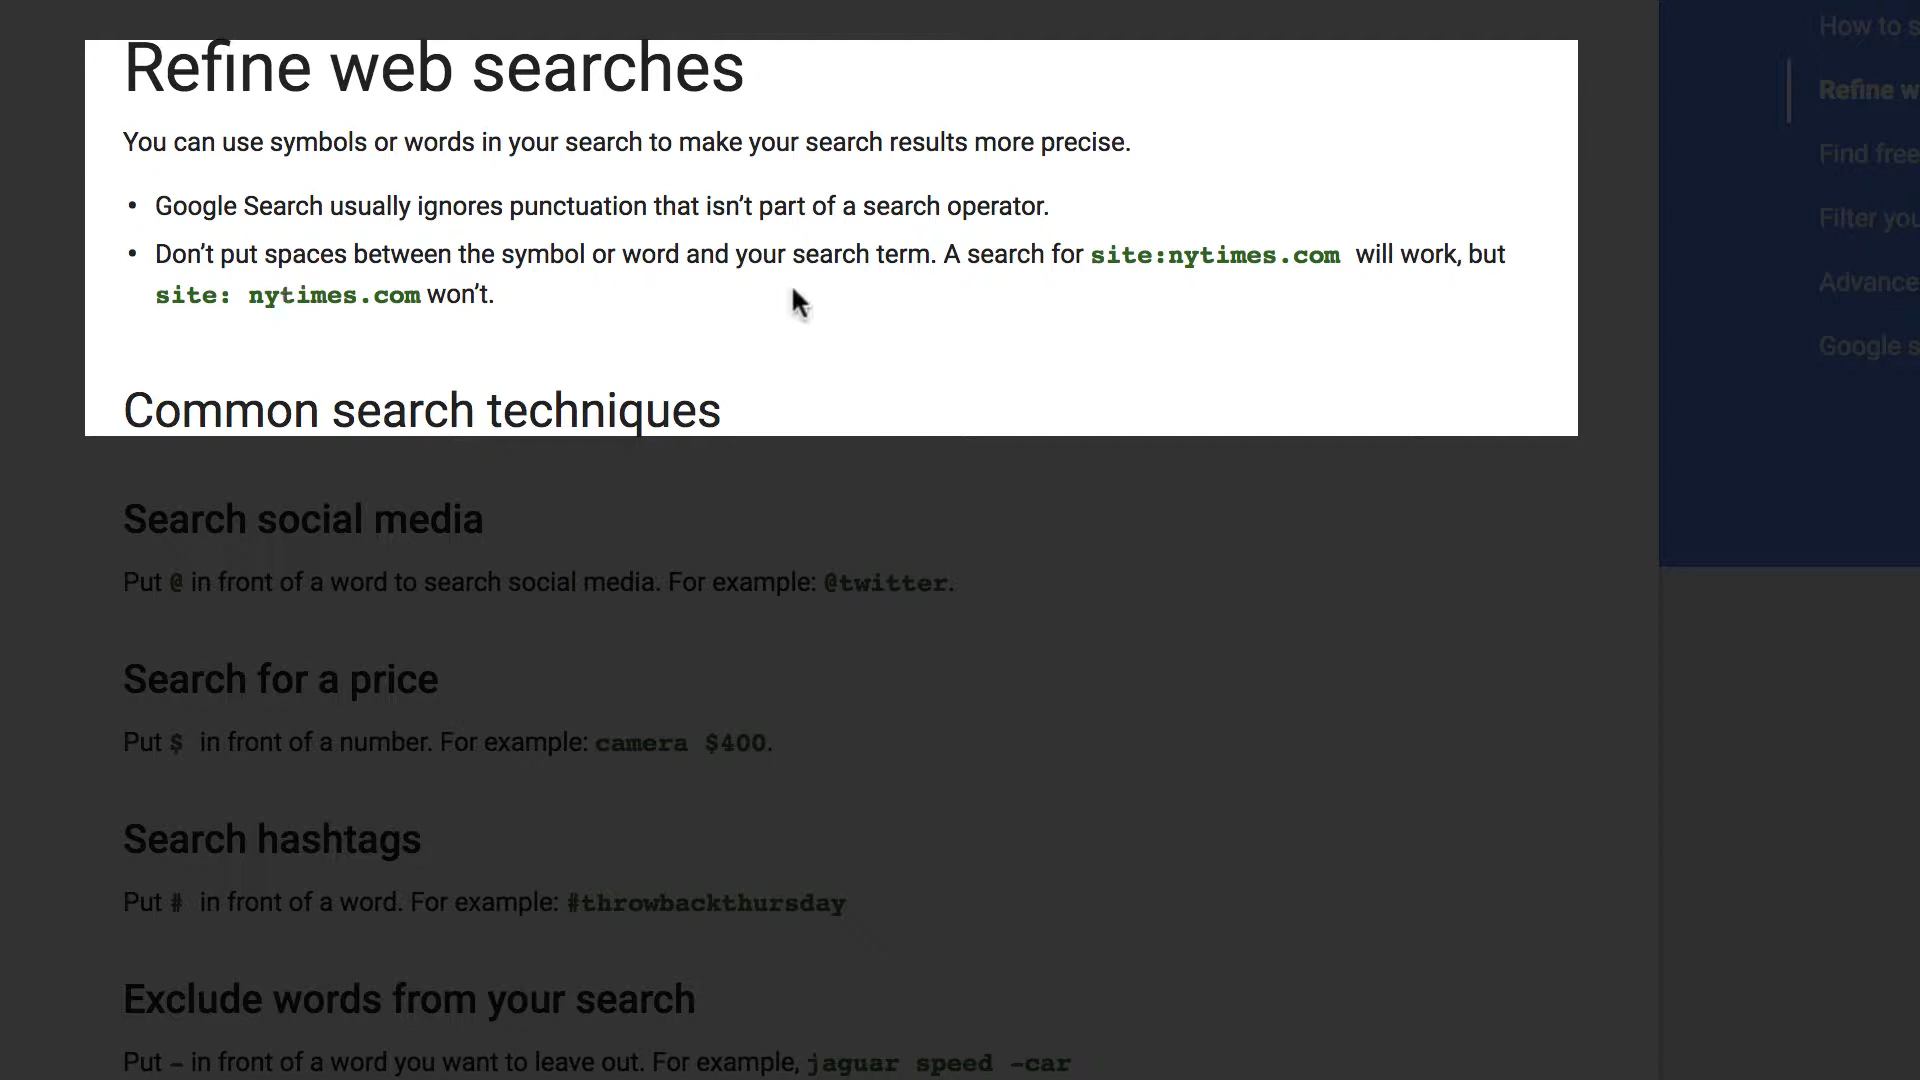 Refine web searches
You can use symbols or words in your search to make your search results more precise.
• Google Search usually ignores punctuation that isn’t part of a search operator.
• Don’t put spaces between the symbol or word and your search term. A search for site:nytimes.com will work, but
site: nytimes.com won’t.
Common search techniques
Search social media
Put @ in front of a word to search social media. For example: @twitter.
Search for a price
Put $ in front of a number. For example: camera $400.
Search hashtags
Put # in front of a word. For example: #throwbackthursday
Exclude words from your search
Put - in front of a word you want to leave out. For example, jaguar speed -car
How to s
Refine w
Find free
Filter you
Advance
Google s